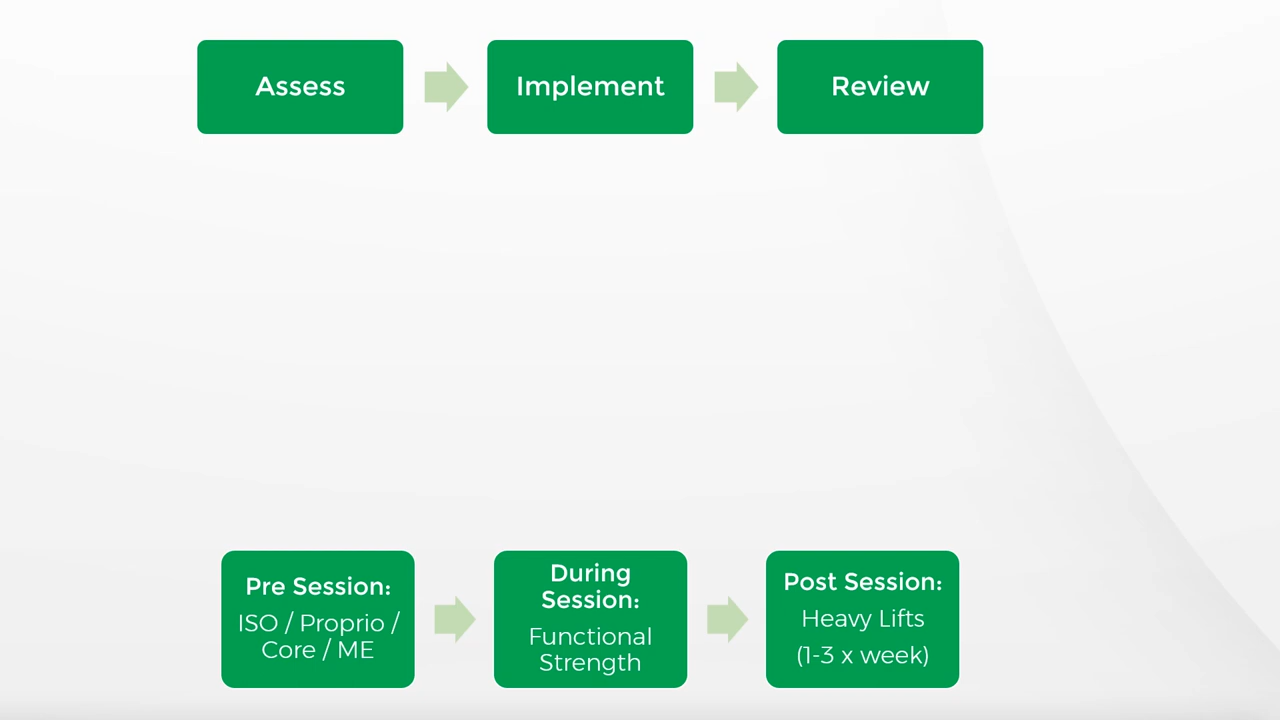 Assess
Implement
Review
Pre Session:
ISO / Proprio /
Core / ME
During
Session:
Functional
Strength
Post Session:
Heavy Lifts
(1-3 x week)